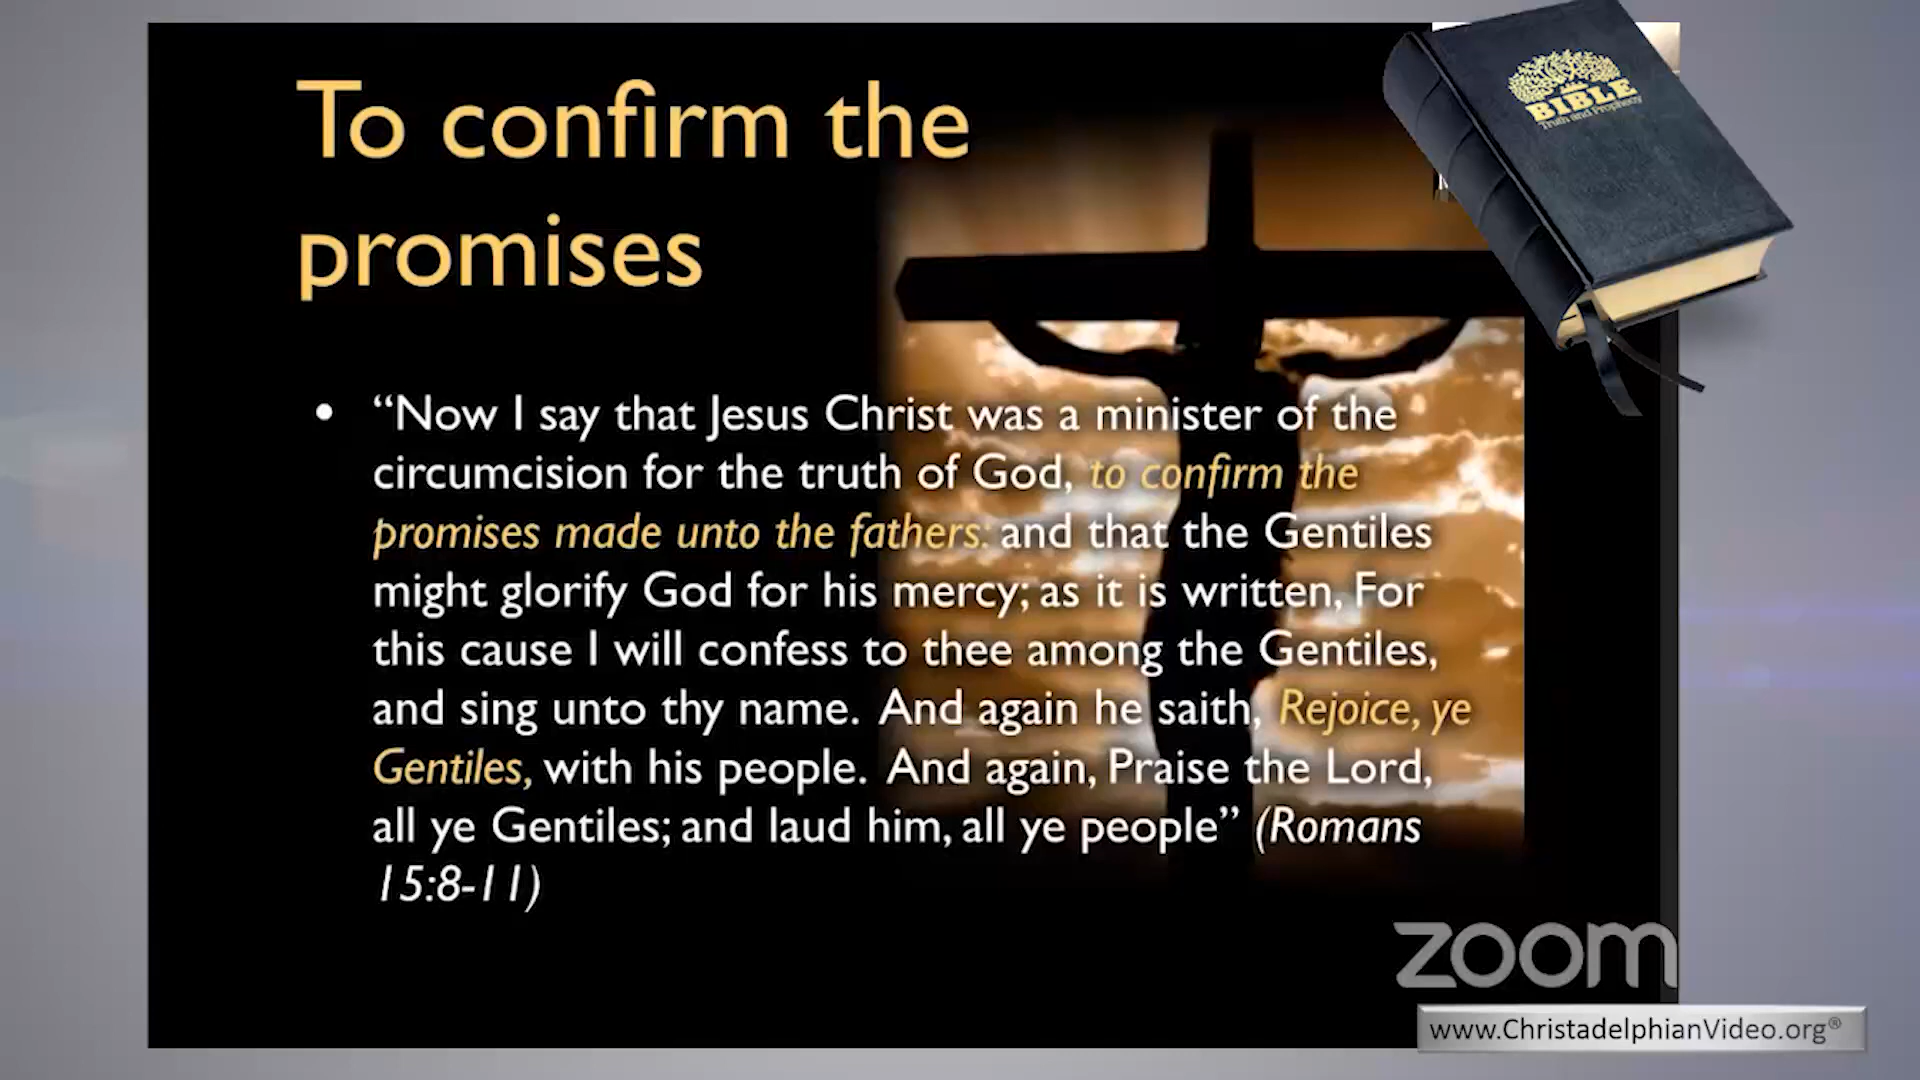 To confirm the
promises
BIBLE
Truth and Prophecy
• “Now I say that Jesus Christ was a minister of the
circumcision for the truth of God, to confirm the
promises made unto the fathers: and that the Gentiles
might glorify God for his mercy; as it is written, For
this cause I will confess to thee among the Gentiles,
and sing unto thy name. And again he saith, Rejoice, ye
Gentiles, with his people. And again, Praise the Lord,
all ye Gentiles; and laud him, all ye people” (Romans
15:8-11)
zoom
www.ChristadelphianVideo.org®